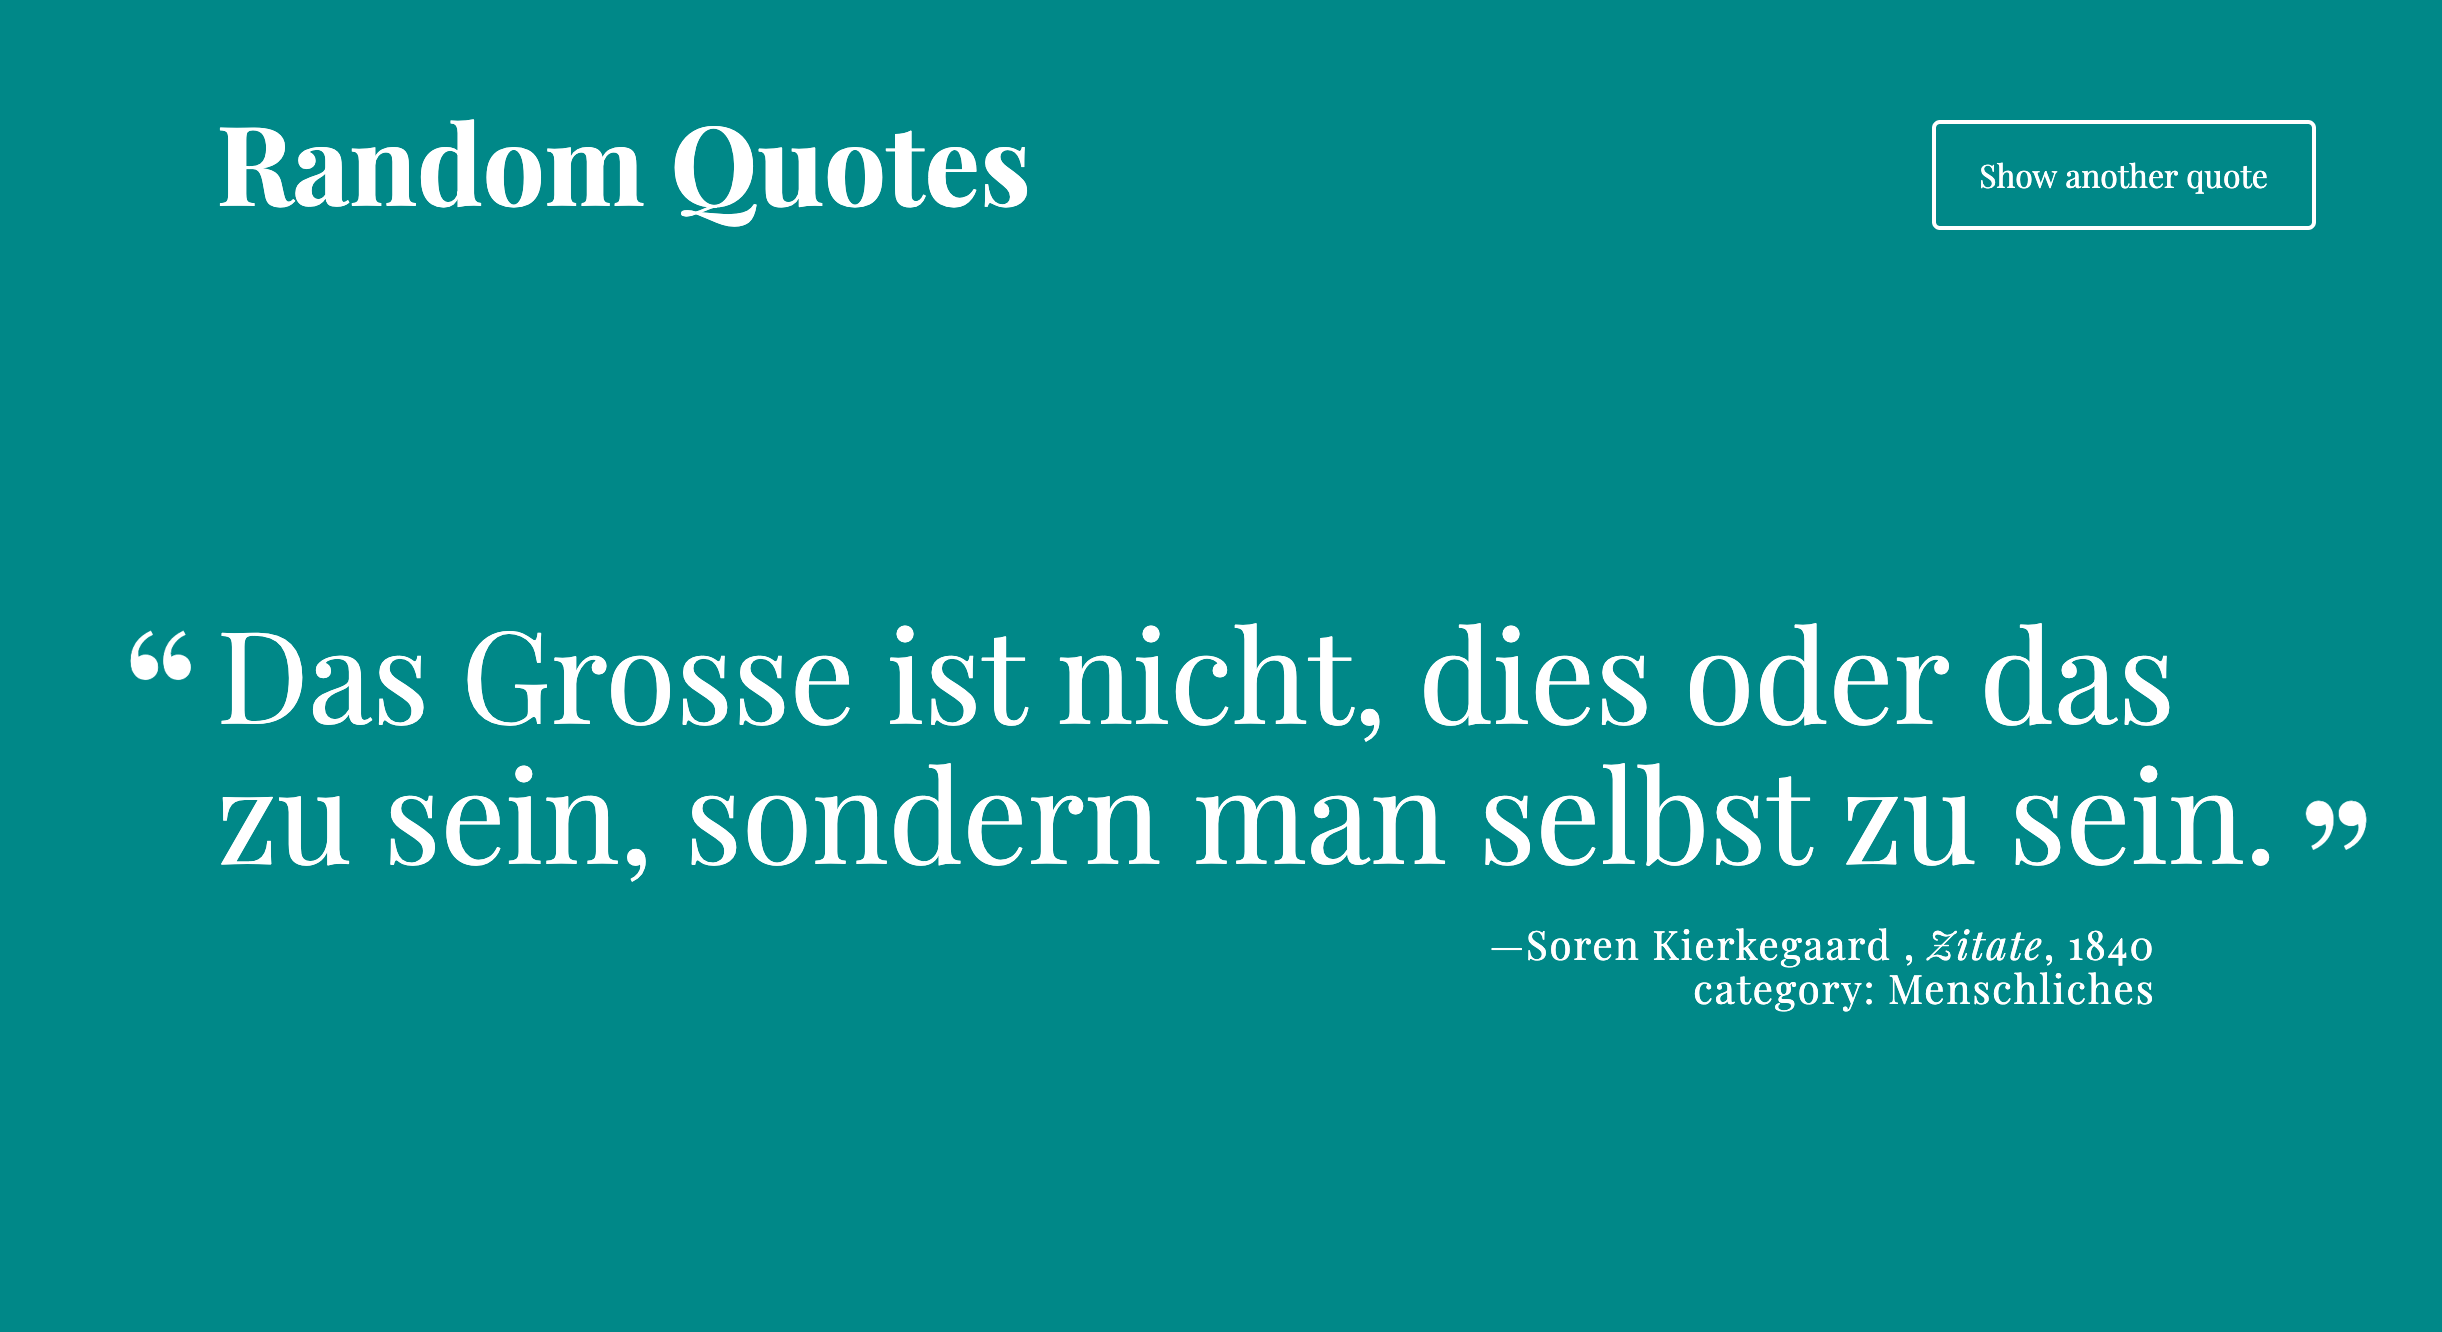 Random Quotes
Show another quote
“Das Grosse ist nicht, dies oder das
zu sein, sondern man selbst zu sein.”
—Soren Kierkegaard , Zitate, 1840
category: Menschliches